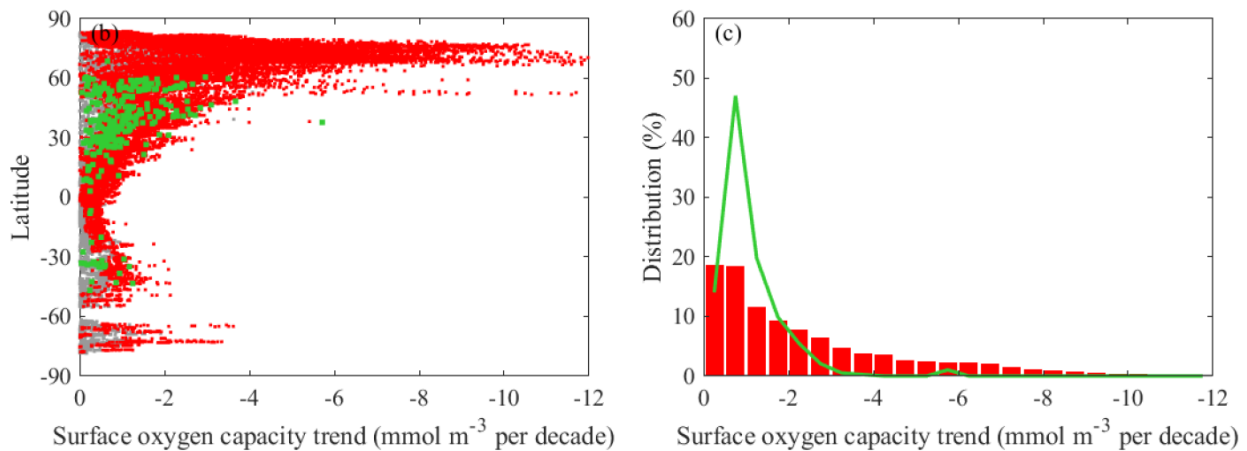 (b)
90
60
30
0
-30
-60
-90
Latitude
0 -2 -4 -6 -8 -10 -12
Surface oxygen capacity trend (mmol m⁻³ per decade)
(c)
60
50
40
30
20
10
0
Distribution (%)
0 -2 -4 -6 -8 -10 -12
Surface oxygen capacity trend (mmol m⁻³ per decade)